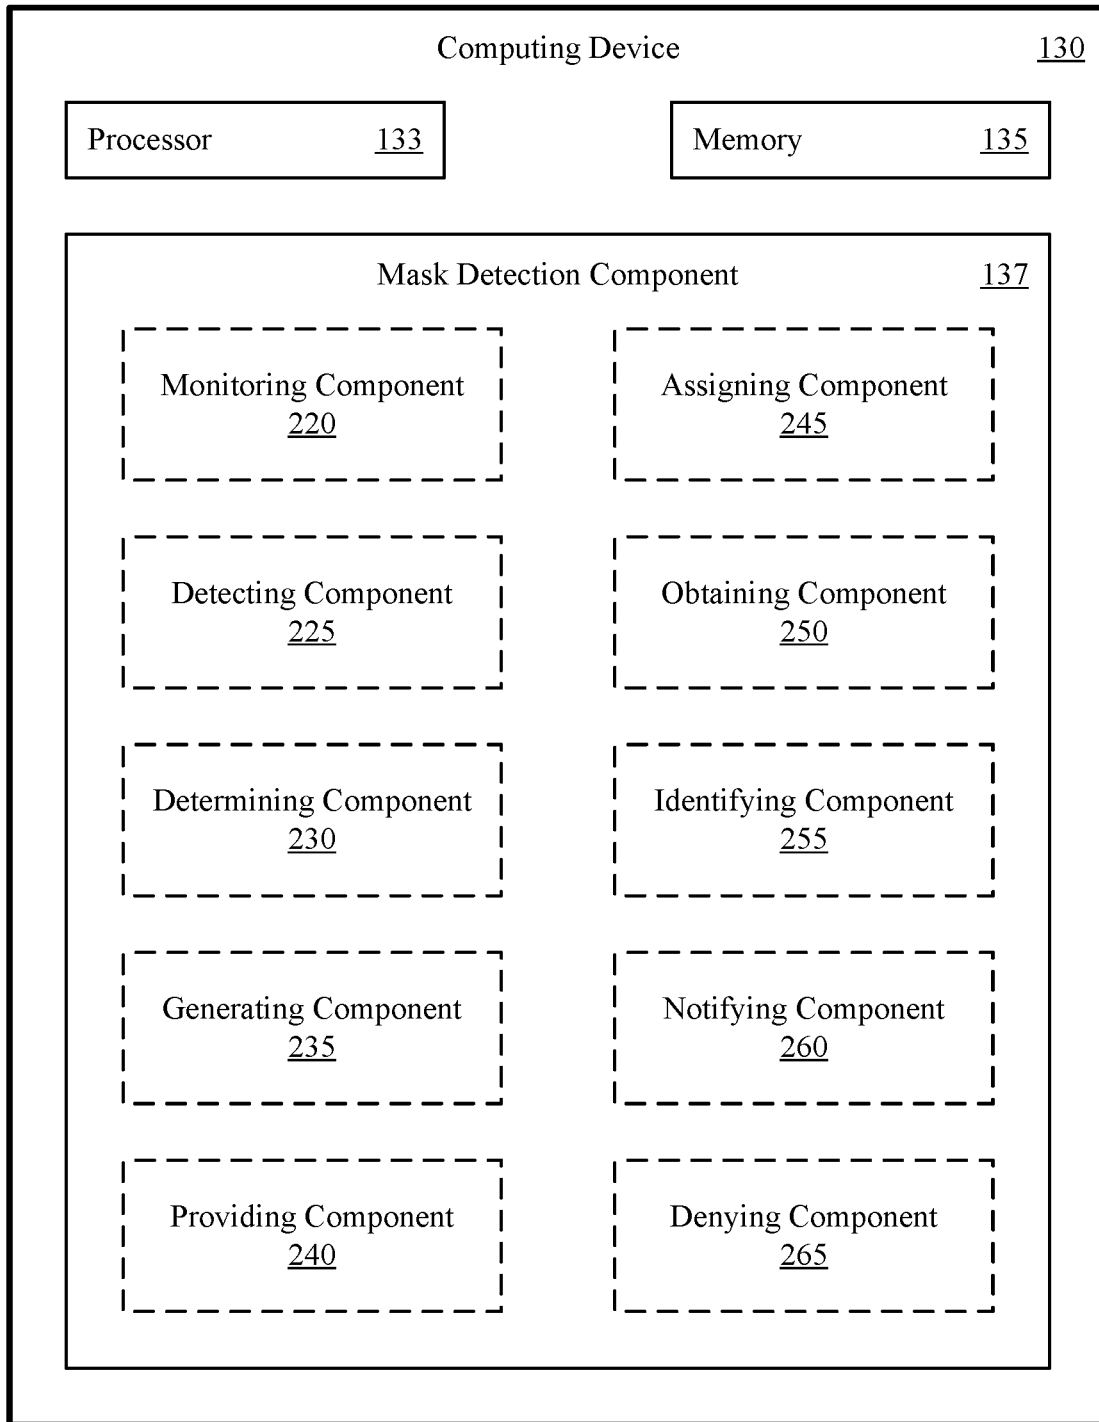 Computing Device 130
Processor 133
Memory 135
Mask Detection Component 137
Monitoring Component
220
Assigning Component
245
Detecting Component
225
Obtaining Component
250
Determining Component
230
Identifying Component
255
Generating Component
235
Notifying Component
260
Providing Component
240
Denying Component
265